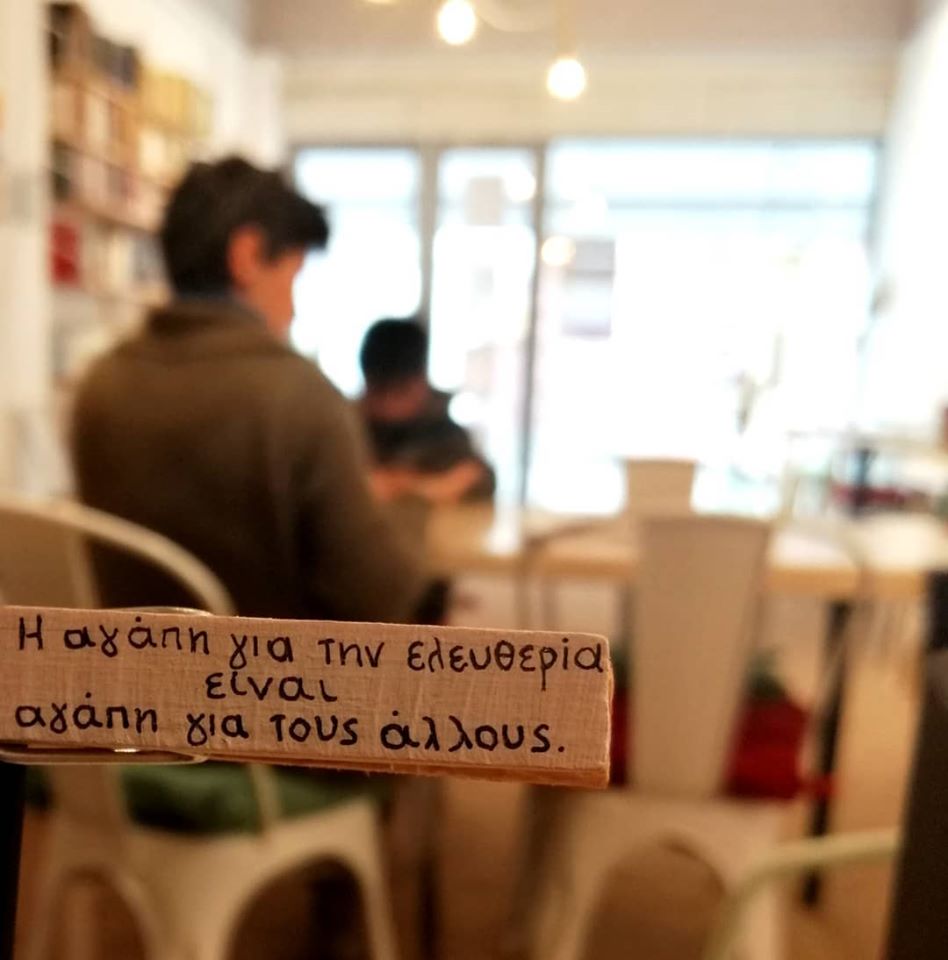 Η αγάπη για την ελευθερία
είναι
αγάπη για τους άλλους.